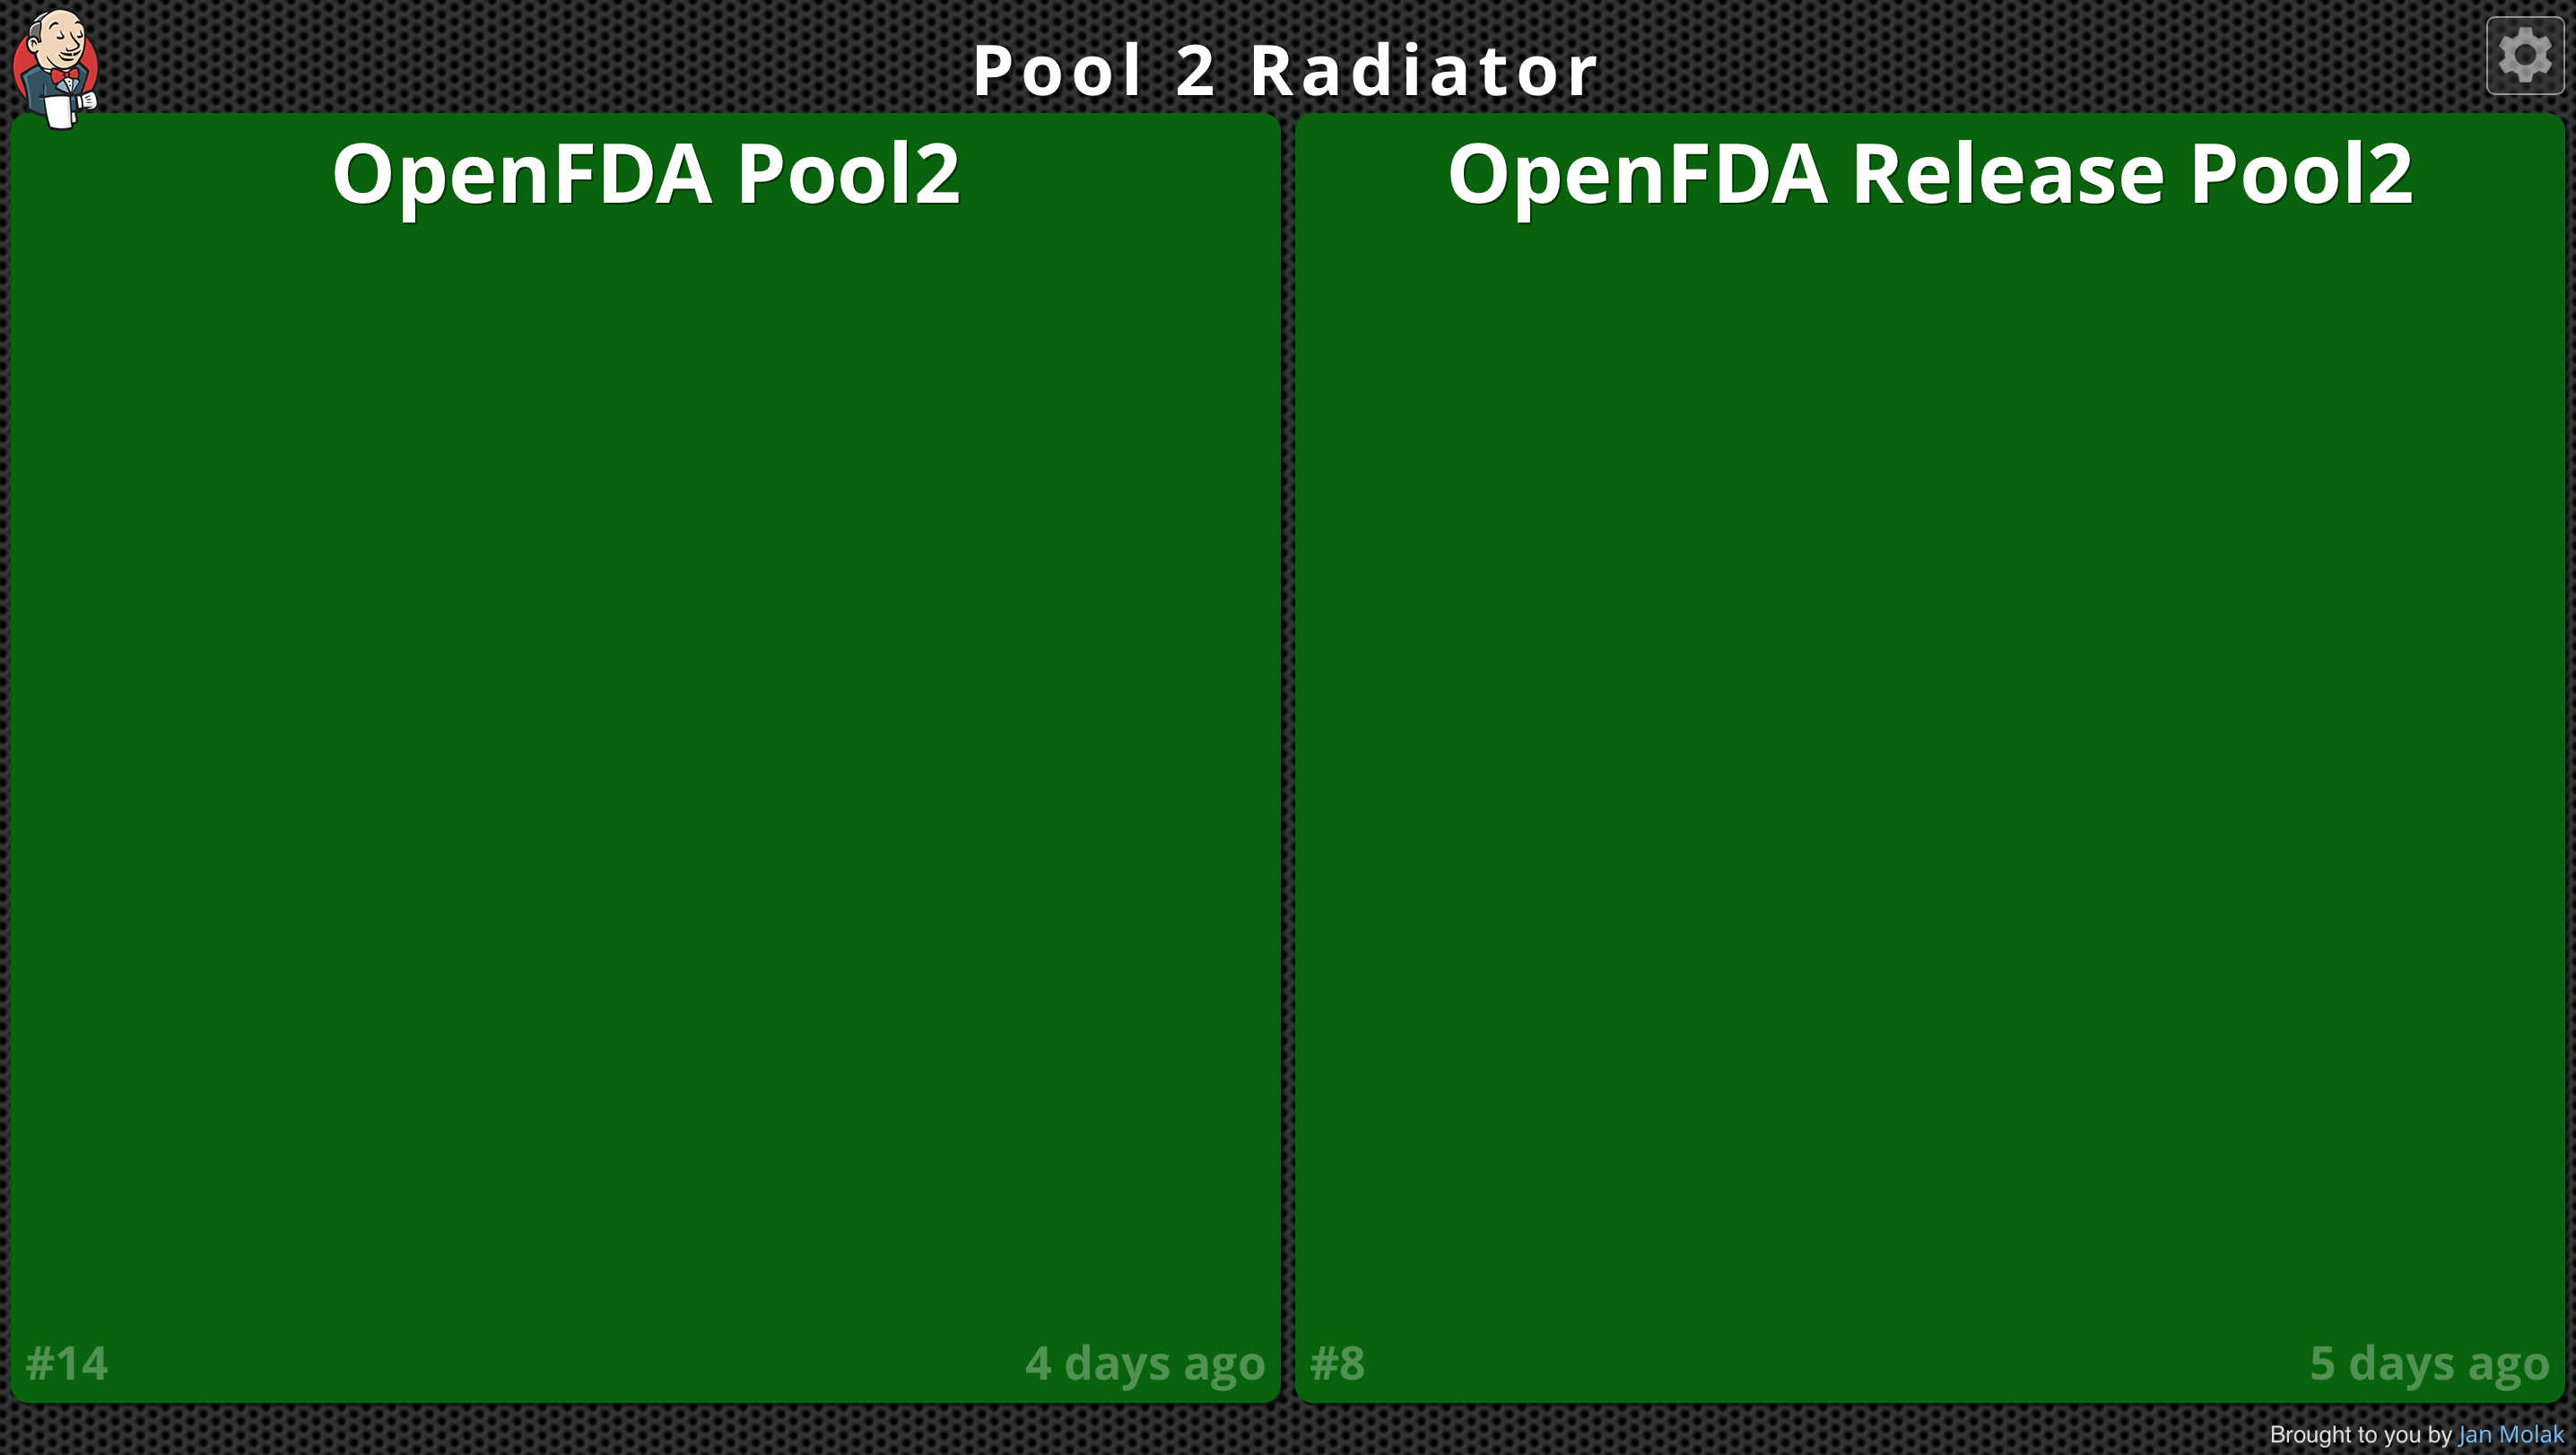 Pool 2 Radiator
OpenFDA Pool2
#14
4 days ago
OpenFDA Release Pool2
#8
5 days ago
Brought to you by Jan Molak